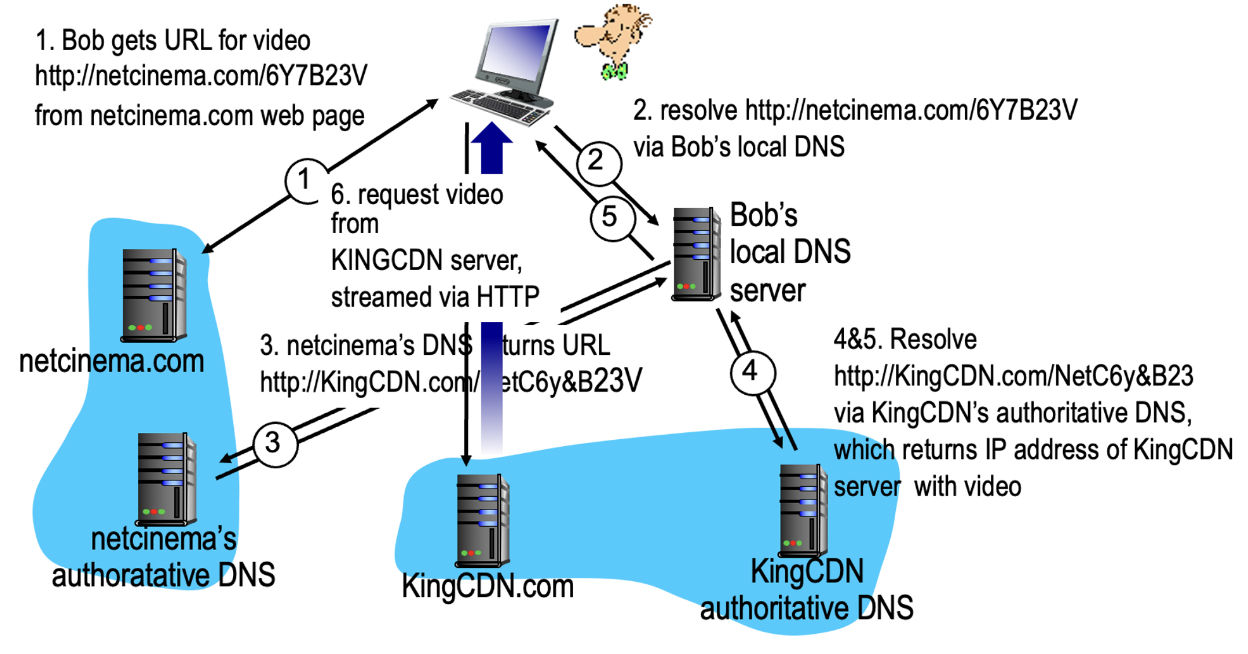 1. Bob gets URL for video
http://netcinema.com/6Y7B23V
from netcinema.com web page
2. resolve http://netcinema.com/6Y7B23V
via Bob's local DNS
1
2
5
6. request video
from
KINGCDN server,
streamed via HTTP
Bob's
local DNS
server
netcinema.com
3. netcinema's DNS turns URL
http://KingCDN.com/ etC6y&B23V
4&5. Resolve
http://KingCDN.com/NetC6y&B23
via KingCDN's authoritative DNS,
which returns IP address of KingCDN
server with video
4
3
netcinema's
authoratative DNS
KingCDN.com
KingCDN
authoritative DNS